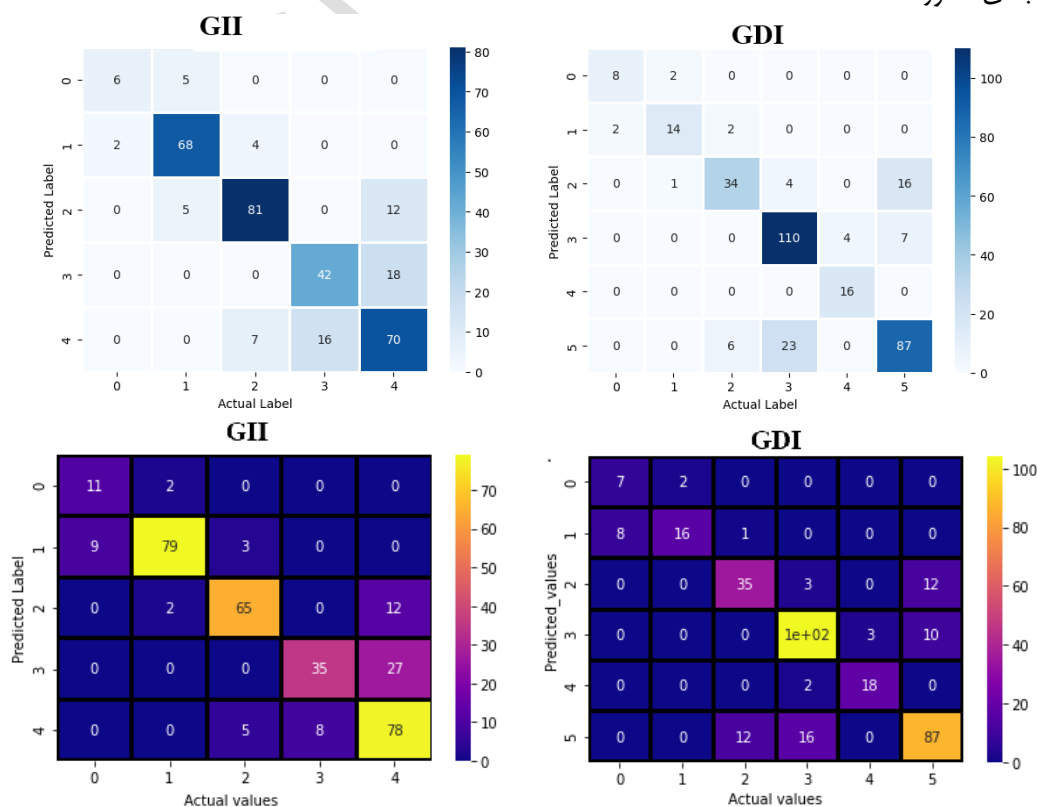 GII
Predicted Label
0 6 5 0 0 0
1 2 68 4 0 0
2 0 5 81 0 12
3 0 0 0 42 18
4 0 0 7 16 70
0 1 2 3 4
Actual Label
80
70
60
50
40
30
20
10
0
GDI
Predicted Label
0 8 2 0 0 0 0
1 2 14 2 0 0 0
2 0 1 34 4 0 16
3 0 0 0 110 4 7
4 0 0 0 0 16 0
5 0 0 6 23 0 87
0 1 2 3 4 5
Actual Label
100
80
60
40
20
0
GII
Predicted Label
0 11 2 0 0 0
1 9 79 3 0 0
2 0 2 65 0 12
3 0 0 0 35 27
4 0 0 5 8 78
0 1 2 3 4
Actual values
70
60
50
40
30
20
10
0
GDI
Predicted_values
0 7 2 0 0 0 0
1 8 16 1 0 0 0
2 0 0 35 3 0 12
3 0 0 0 1e+02 3 10
4 0 0 0 2 18 0
5 0 0 12 16 0 87
0 1 2 3 4 5
Actual values
100
80
60
40
20
0